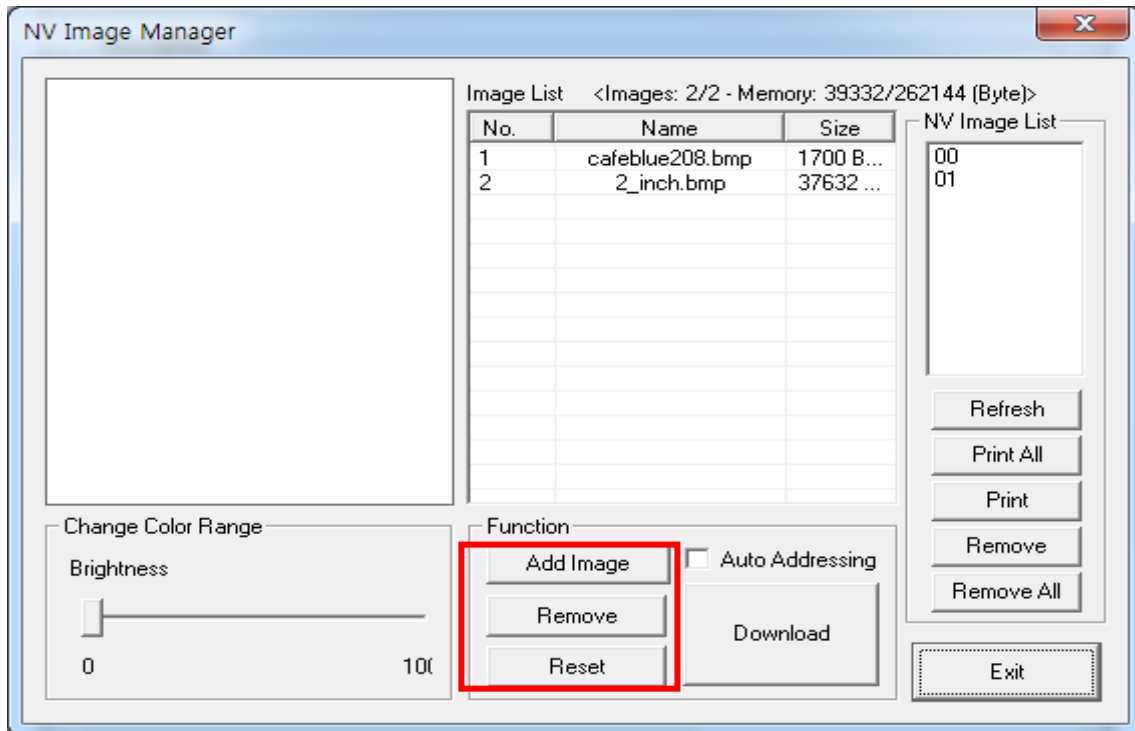 NV Image Manager
Image List <Images: 2/2 - Memory: 39332/262144 (Byte)>
No. Name Size
1 cafeblue208.bmp 1700 B...
2 2_inch.bmp 37632 ...
NV Image List
00
01
Refresh
Print All
Print
Remove
Remove All
Change Color Range
Brightness
0 100
Function
Add Image
Auto Addressing
Remove
Download
Reset
Exit